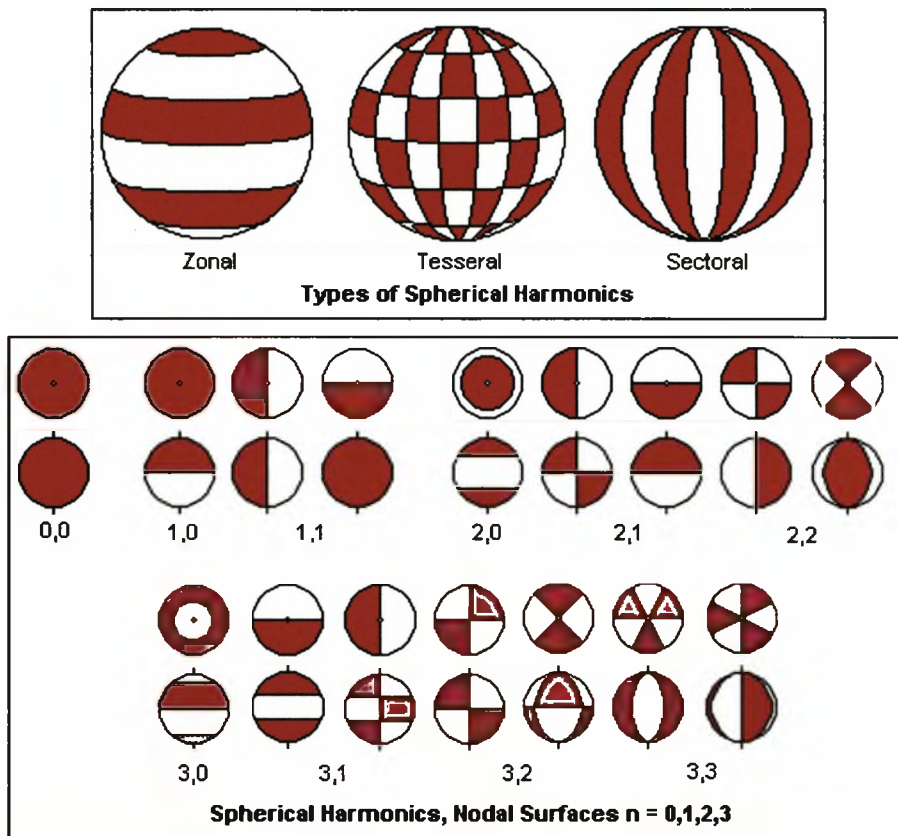 Zonal Tesseral Sectoral
Types of Spherical Harmonics
0,0 1,0 1,1 2,0 2,1 2,2
3,0 3,1 3,2 3,3
Spherical Harmonics, Nodal Surfaces n = 0,1,2,3